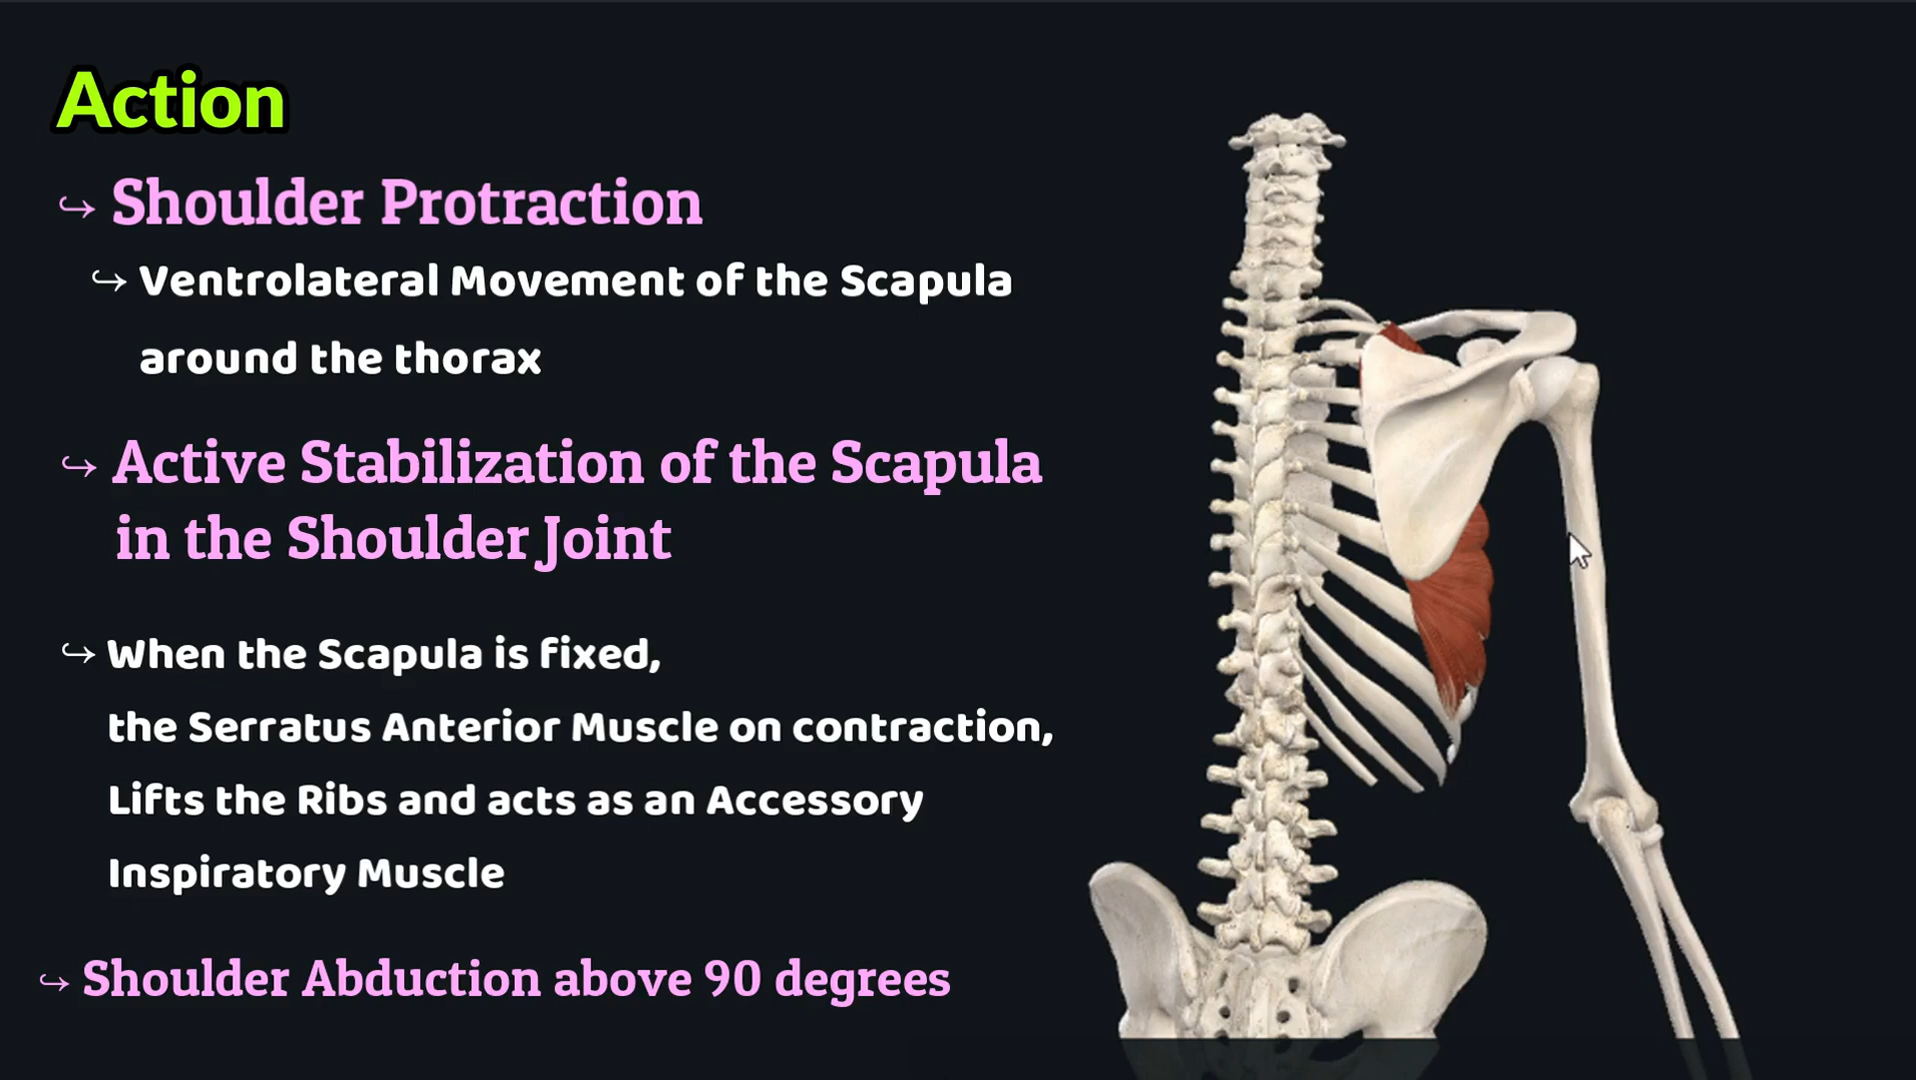 Action
↪ Shoulder Protraction
↪ Ventrolateral Movement of the Scapula
around the thorax
↪ Active Stabilization of the Scapula
in the Shoulder Joint
↪ When the Scapula is fixed,
the Serratus Anterior Muscle on contraction,
Lifts the Ribs and acts as an Accessory
Inspiratory Muscle
↪ Shoulder Abduction above 90 degrees